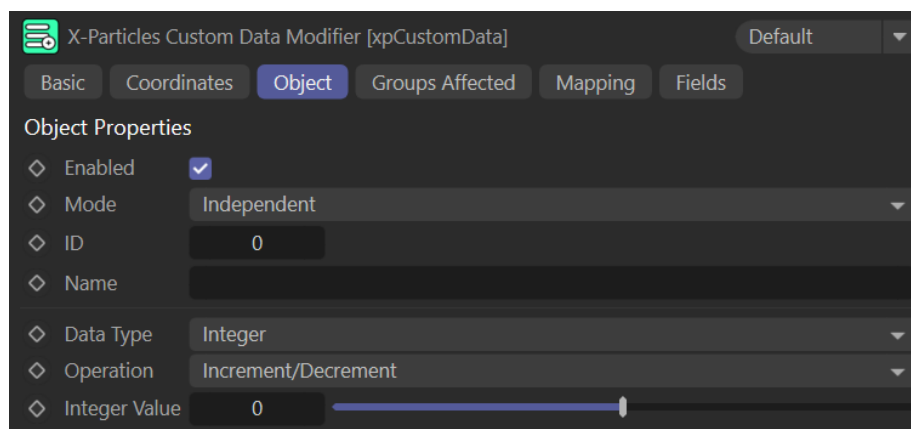 X-Particles Custom Data Modifier [xpCustomData] Default
Basic Coordinates Object Groups Affected Mapping Fields
Object Properties
Enabled
Mode Independent
ID 0
Name
Data Type Integer
Operation Increment/Decrement
Integer Value 0